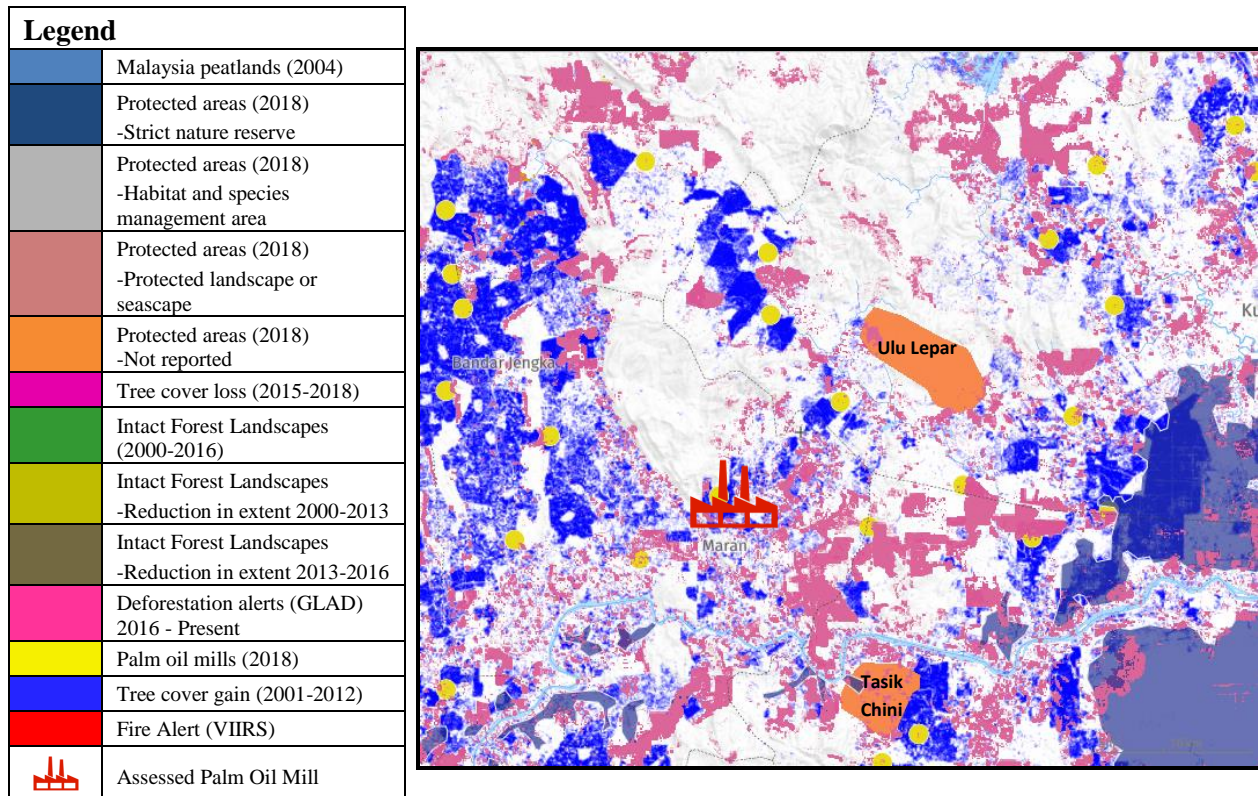 Legend
Malaysia peatlands (2004)
Protected areas (2018)
-Strict nature reserve
Protected areas (2018)
-Habitat and species
management area
Protected areas (2018)
-Protected landscape or
seascape
Protected areas (2018)
-Not reported
Tree cover loss (2015-2018)
Intact Forest Landscapes
(2000-2016)
Intact Forest Landscapes
-Reduction in extent 2000-2013
Intact Forest Landscapes
-Reduction in extent 2013-2016
Deforestation alerts (GLAD)
2016 - Present
Palm oil mills (2018)
Tree cover gain (2001-2012)
Fire Alert (VIIRS)
Assessed Palm Oil Mill
Ku
Ulu Lepar
Bandar Jengka
Maran
Tasik
Chini